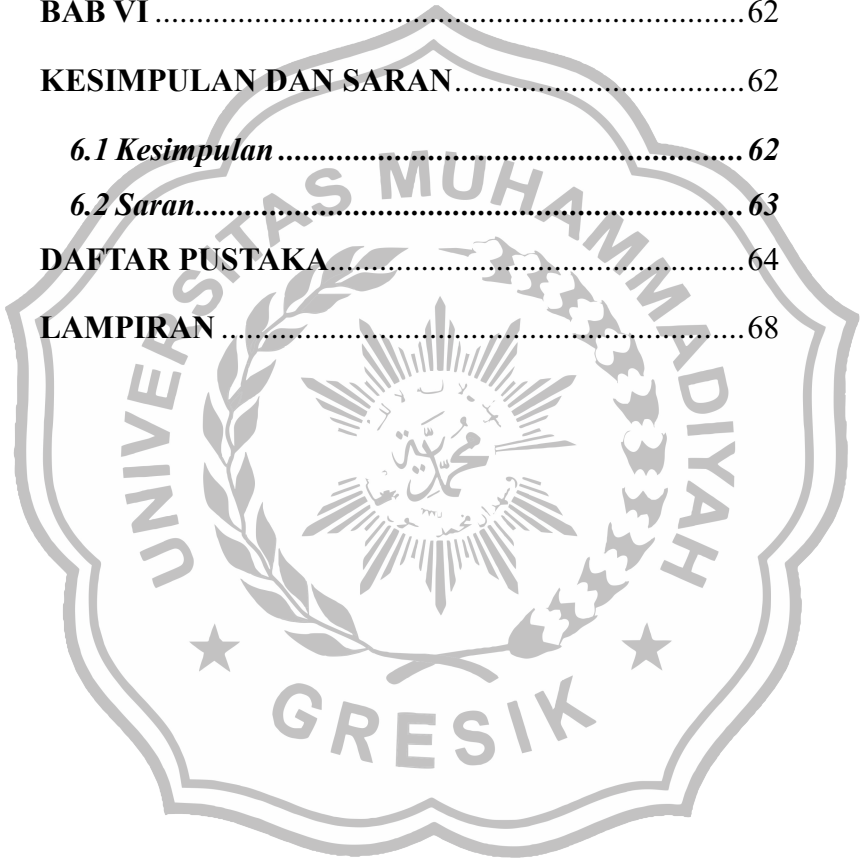 BAB VI ................................................................ 62
KESIMPULAN DAN SARAN ................................ 62
6.1 Kesimpulan ........................................................ 62
6.2 Saran................................................................... 63
DAFTAR PUSTAKA.............................................. 64
LAMPIRAN .......................................................... 68
UNIVERSITAS MUHAMMADIYAH
محمدية
GRESIK